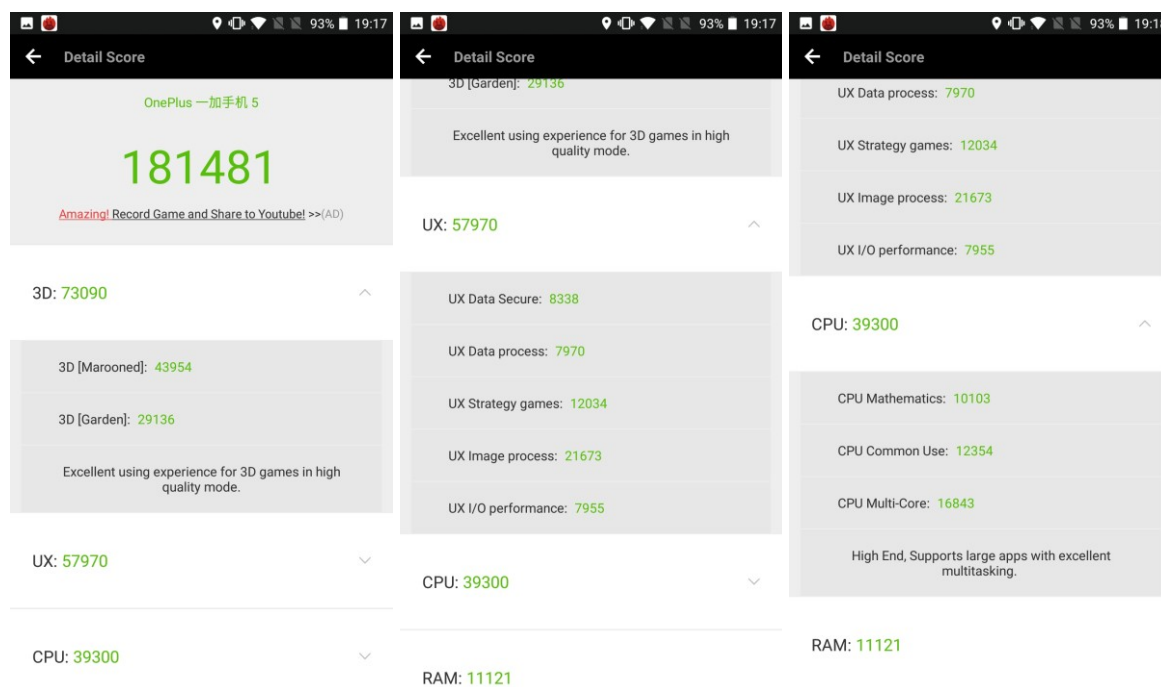 93% 19:17
Detail Score
OnePlus 一加手机 5
181481
Amazing! Record Game and Share to Youtube! >>(AD)
3D: 73090
3D [Marooned]: 43954
3D [Garden]: 29136
Excellent using experience for 3D games in high
quality mode.
UX: 57970
CPU: 39300
93% 19:17
Detail Score
3D [Garden]: 29136
Excellent using experience for 3D games in high
quality mode.
UX: 57970
UX Data Secure: 8338
UX Data process: 7970
UX Strategy games: 12034
UX Image process: 21673
UX I/O performance: 7955
CPU: 39300
RAM: 11121
93% 19:18
Detail Score
UX Data process: 7970
UX Strategy games: 12034
UX Image process: 21673
UX I/O performance: 7955
CPU: 39300
CPU Mathematics: 10103
CPU Common Use: 12354
CPU Multi-Core: 16843
High End, Supports large apps with excellent
multitasking.
RAM: 11121